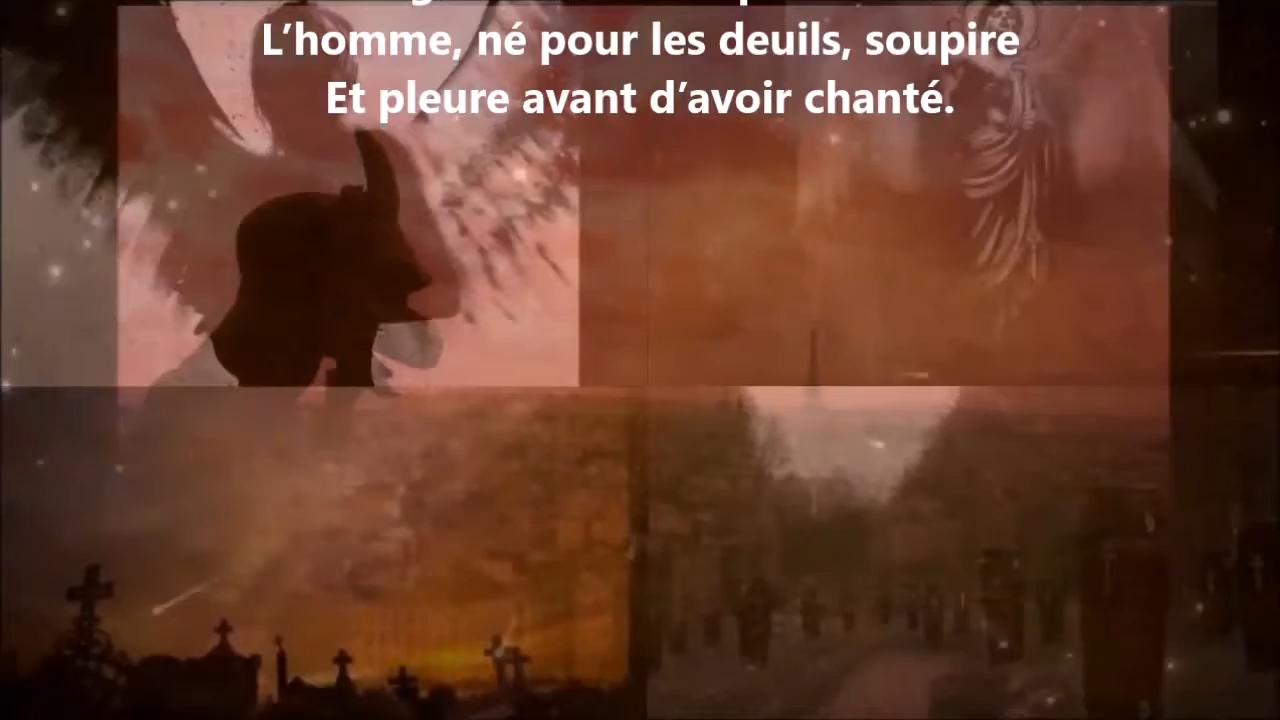 L’homme, né pour les deuils, soupire
Et pleure avant d’avoir chanté.